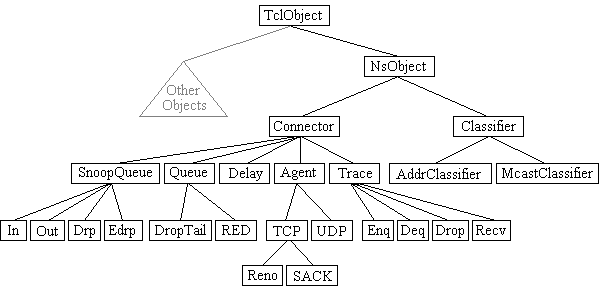 TclObject
NsObject
Other
Objects
Connector
Classifier
SnoopQueue Queue Delay Agent Trace AddrClassifier McastClassifier
In Out Drp Edrp DropTail RED TCP UDP Enq Deq Drop Recv
Reno SACK